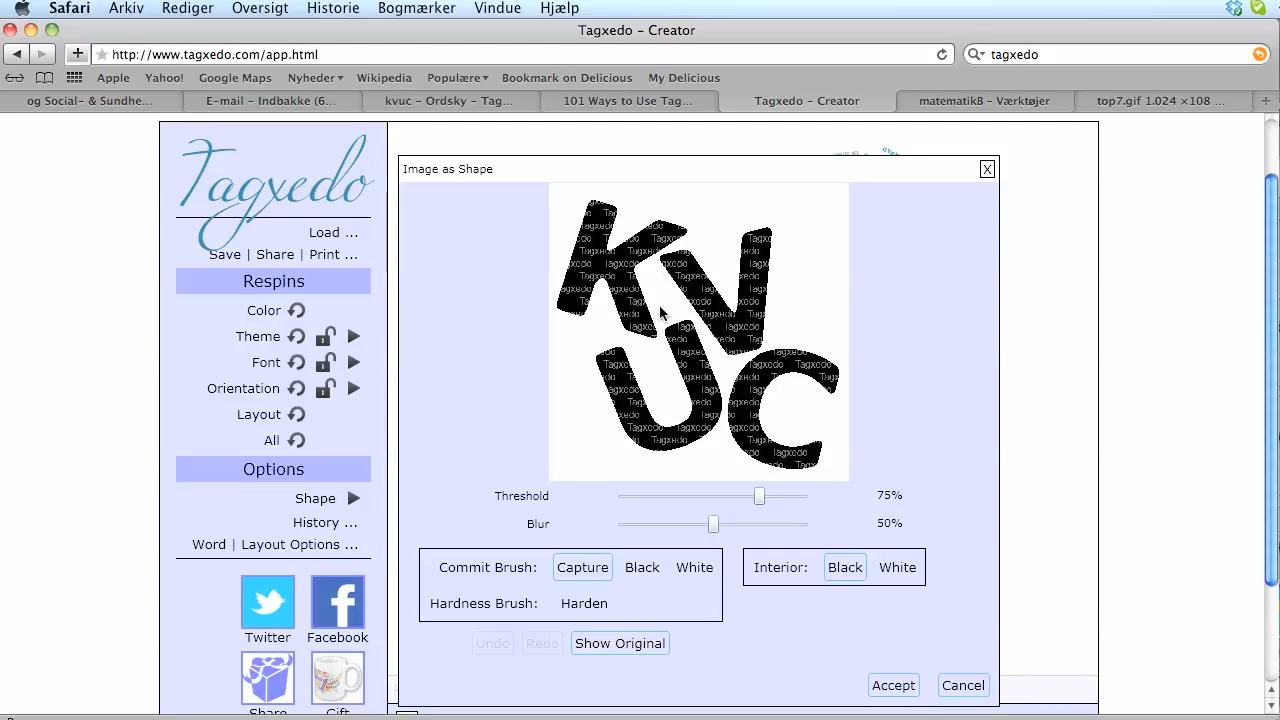 Safari Arkiv Rediger Oversigt Historie Bogmærker Vindue Hjælp
Tagxedo – Creator
http://www.tagxedo.com/app.html
tagxedo
Apple Yahoo! Google Maps Nyheder Wikipedia Populære Bookmark on Delicious My Delicious
og Social- & Sundhe... E-mail – Indbakke (6... kvuc – Ordsky – Tag... 101 Ways to Use Tag... Tagxedo – Creator matematikB – Værktøjer top7.gif 1.024 ×108 ...
Tagxedo
Load ...
Save | Share | Print ...
Respins
Color
Theme
Font
Orientation
Layout
All
Options
Shape
History ...
Word | Layout Options ...
Twitter
Facebook
Share
Gift
Image as Shape
X
KVUC
Threshold 75%
Blur 50%
Commit Brush: Capture Black White
Interior: Black White
Hardness Brush: Harden
Undo Redo Show Original
Accept Cancel